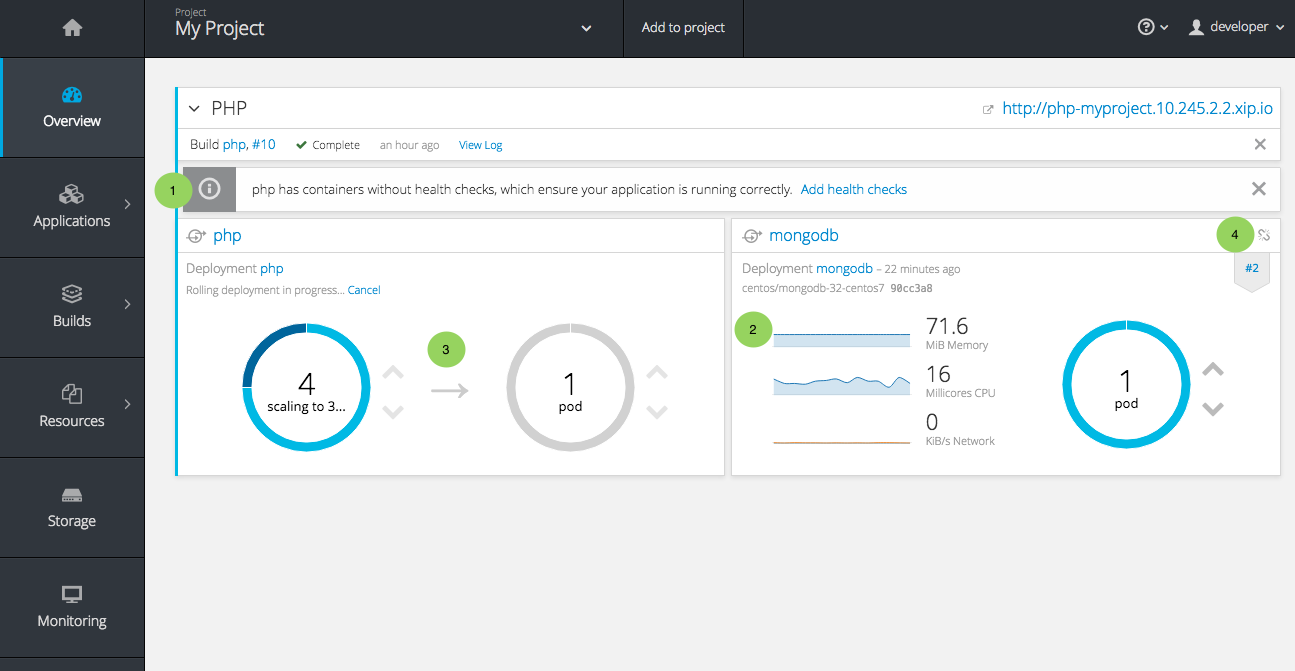 Project
My Project
Add to project
developer
Overview
Applications
Builds
Resources
Storage
Monitoring
PHP
http://php-myproject.10.245.2.2.xip.io
Build php, #10 Complete an hour ago View Log
1
php has containers without health checks, which ensure your application is running correctly. Add health checks
php
Deployment php
Rolling deployment in progress... Cancel
4
scaling to 3...
3
1
pod
mongodb
4
Deployment mongodb – 22 minutes ago
#2
centos/mongodb-32-centos7 90cc3a8
2
71.6
MiB Memory
16
Millicores CPU
0
KiB/s Network
1
pod